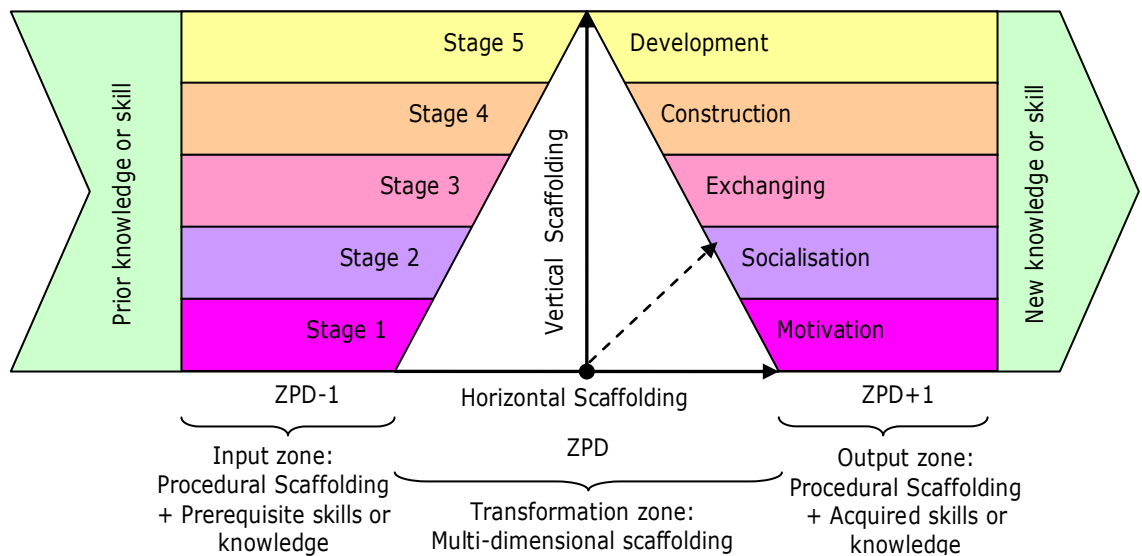 Prior knowledge or skill
Stage 5
Development
Stage 4
Construction
Stage 3
Exchanging
Stage 2
Socialisation
Stage 1
Motivation
Vertical Scaffolding
New knowledge or skill
ZPD-1
Horizontal Scaffolding
ZPD+1
Input zone:
Procedural Scaffolding
+ Prerequisite skills or
knowledge
ZPD
Transformation zone:
Multi-dimensional scaffolding
Output zone:
Procedural Scaffolding
+ Acquired skills or
knowledge